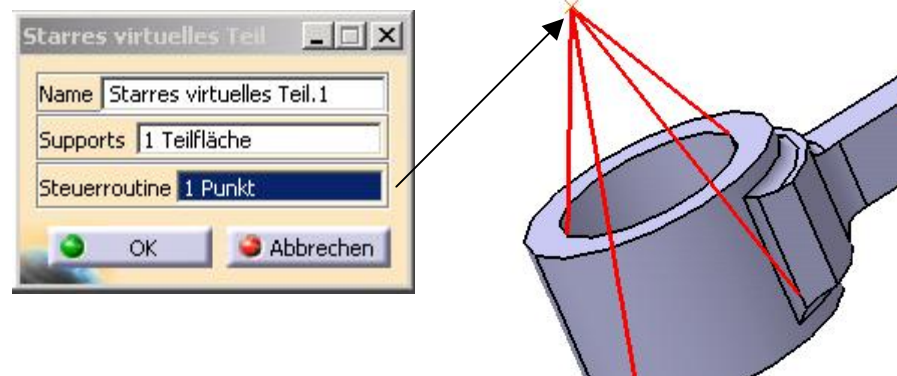 Starres virtuelles Teil
Name Starres virtuelles Teil.1
Supports 1 Teilfläche
Steuerroutine 1 Punkt
OK Abbrechen